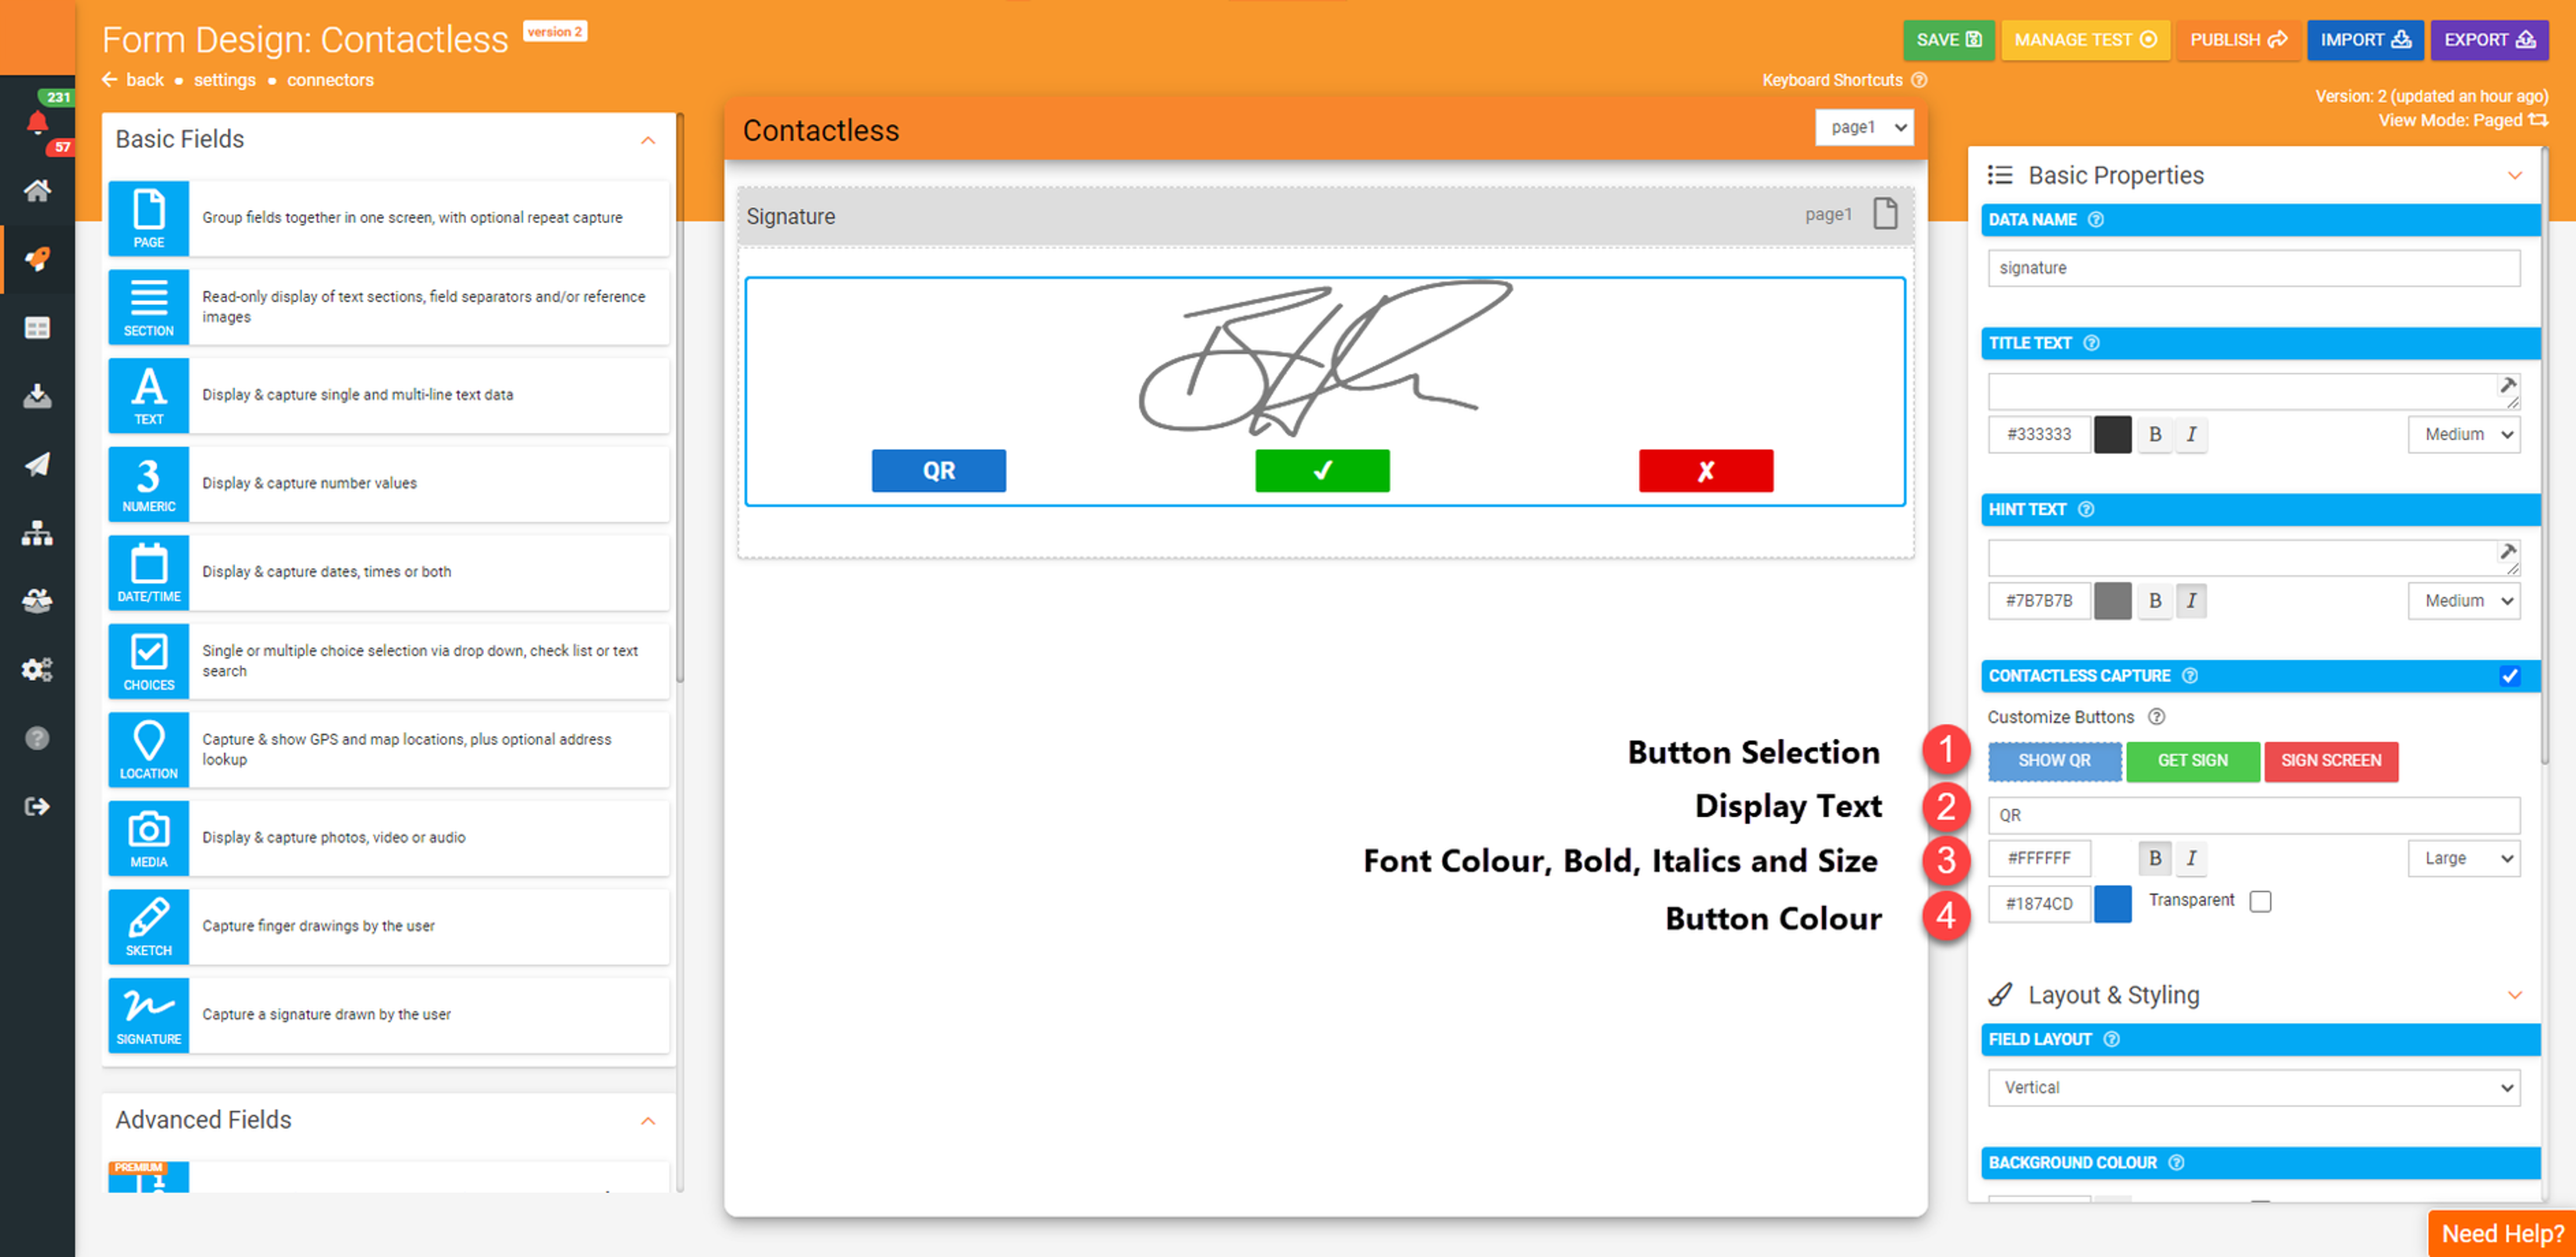 Form Design: Contactless version 2
back • settings • connectors
SAVE
MANAGE TEST
PUBLISH
IMPORT
EXPORT
Keyboard Shortcuts
Version: 2 (updated an hour ago)
View Mode: Paged
231
57
Basic Fields
PAGE
Group fields together in one screen, with optional repeat capture
SECTION
Read-only display of text sections, field separators and/or reference
images
TEXT
Display & capture single and multi-line text data
3
NUMERIC
Display & capture number values
DATE/TIME
Display & capture dates, times or both
CHOICES
Single or multiple choice selection via drop down, check list or text
search
LOCATION
Capture & show GPS and map locations, plus optional address
lookup
MEDIA
Display & capture photos, video or audio
SKETCH
Capture finger drawings by the user
SIGNATURE
Capture a signature drawn by the user
Advanced Fields
PREMIUM
Contactless
page1
Signature
page1
QR
✓
✗
Button Selection 1
Display Text 2
Font Colour, Bold, Italics and Size 3
Button Colour 4
Basic Properties
DATA NAME
signature
TITLE TEXT
#333333 B I Medium
HINT TEXT
#7B7B7B B I Medium
CONTACTLESS CAPTURE
Customize Buttons
SHOW QR GET SIGN SIGN SCREEN
QR
#FFFFFF B I Large
#1874CD Transparent
Layout & Styling
FIELD LAYOUT
Vertical
BACKGROUND COLOUR
Need Help?